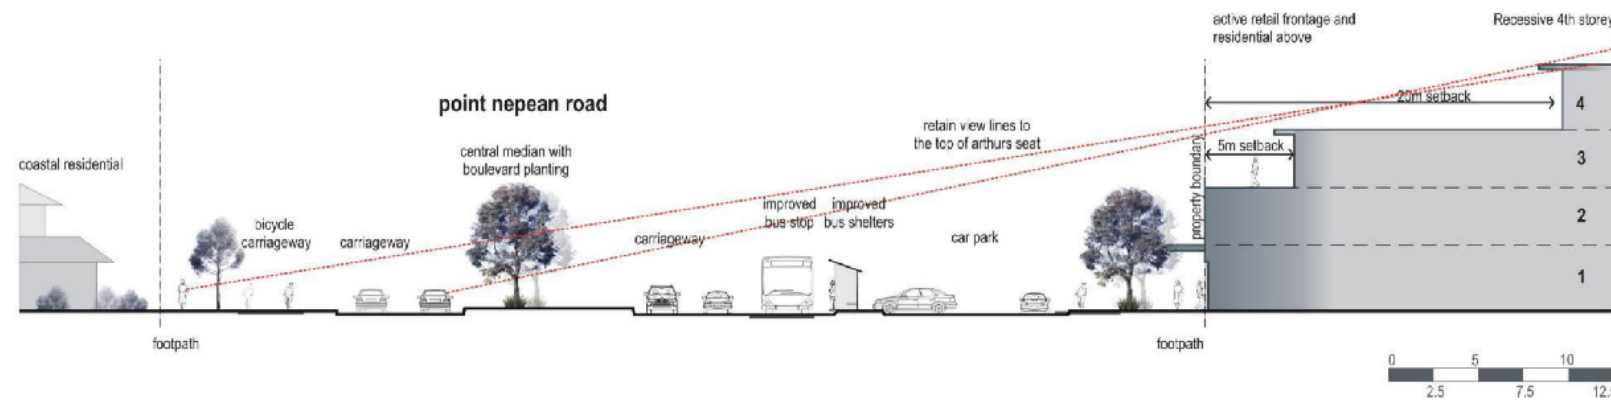 active retail frontage and
residential above
Recessive 4th storey
point nepean road
20m setback
4
retain view lines to
the top of arthurs seat
coastal residential
central median with
boulevard planting
property boundary
5m setback
3
bicycle
carriageway
carriageway
carriageway
improved
bus stop
improved
bus shelters
car park
2
1
footpath
footpath
0 5 10
2.5 7.5 12.5